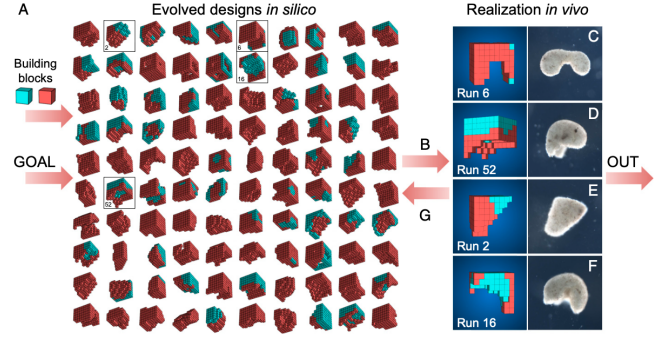 A
Evolved designs in silico
Realization in vivo
Building
blocks
GOAL
2
6
16
52
B
G
C
Run 6
D
Run 52
E
Run 2
F
Run 16
OUT